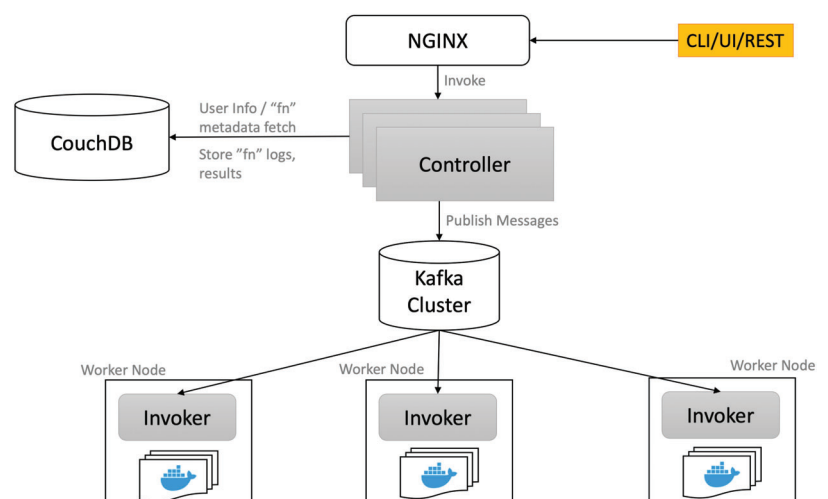 NGINX
CLI/UI/REST
Invoke
User Info / “fn”
metadata fetch
CouchDB
Store “fn” logs,
results
Controller
Publish Messages
Kafka
Cluster
Worker Node
Worker Node
Worker Node
Invoker
Invoker
Invoker